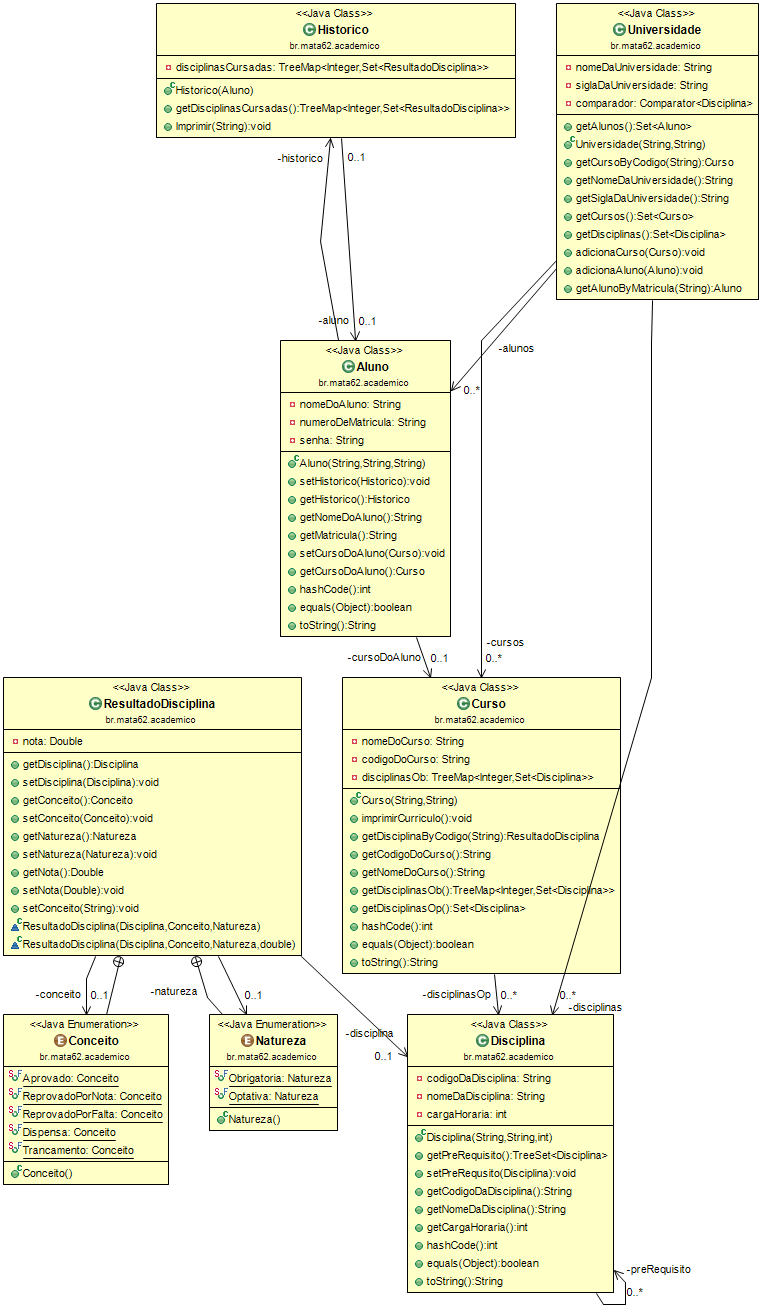 <<Java Class>>
Historico
br.mata62.academico
disciplinasCursadas: TreeMap<Integer,Set<ResultadoDisciplina>>
Historico(Aluno)
getDisciplinasCursadas():TreeMap<Integer,Set<ResultadoDisciplina>>
Imprimir(String):void
<<Java Class>>
Universidade
br.mata62.academico
nomeDaUniversidade: String
siglaDaUniversidade: String
comparador: Comparator<Disciplina>
getAlunos():Set<Aluno>
Universidade(String,String)
getCursoByCodigo(String):Curso
getNomeDaUniversidade():String
getSiglaDaUniversidade():String
getCursos():Set<Curso>
getDisciplinas():Set<Disciplina>
adicionaCurso(Curso):void
adicionaAluno(Aluno):void
getAlunoByMatricula(String):Aluno
-historico
0..1
-aluno
0..1
-alunos
0..*
<<Java Class>>
Aluno
br.mata62.academico
nomeDoAluno: String
numeroDeMatricula: String
senha: String
Aluno(String,String,String)
setHistorico(Historico):void
getHistorico():Historico
getNomeDoAluno():String
getMatricula():String
setCursoDoAluno(Curso):void
getCursoDoAluno():Curso
hashCode():int
equals(Object):boolean
toString():String
-cursoDoAluno
0..1
-cursos
0..*
<<Java Class>>
ResultadoDisciplina
br.mata62.academico
nota: Double
getDisciplina():Disciplina
setDisciplina(Disciplina):void
getConceito():Conceito
setConceito(Conceito):void
getNatureza():Natureza
setNatureza(Natureza):void
getNota():Double
setNota(Double):void
setConceito(String):void
ResultadoDisciplina(Disciplina,Conceito,Natureza)
ResultadoDisciplina(Disciplina,Conceito,Natureza,double)
<<Java Class>>
Curso
br.mata62.academico
nomeDoCurso: String
codigoDoCurso: String
disciplinasOb: TreeMap<Integer,Set<Disciplina>>
Curso(String,String)
imprimirCurriculo():void
getDisciplinaByCodigo(String):ResultadoDisciplina
getCodigoDoCurso():String
getNomeDoCurso():String
getDisciplinasOb():TreeMap<Integer,Set<Disciplina>>
getDisciplinasOp():Set<Disciplina>
hashCode():int
equals(Object):boolean
toString():String
-conceito
0..1
-natureza
0..1
-disciplina
0..1
-disciplinasOp
0..*
0..*
-disciplinas
<<Java Enumeration>>
Conceito
br.mata62.academico
Aprovado: Conceito
ReprovadoPorNota: Conceito
ReprovadoPorFalta: Conceito
Dispensa: Conceito
Trancamento: Conceito
Conceito()
<<Java Enumeration>>
Natureza
br.mata62.academico
Obrigatoria: Natureza
Optativa: Natureza
Natureza()
<<Java Class>>
Disciplina
br.mata62.academico
codigoDaDisciplina: String
nomeDaDisciplina: String
cargaHoraria: int
Disciplina(String,String,int)
getPreRequisito():TreeSet<Disciplina>
setPreRequsito(Disciplina):void
getCodigoDaDisciplina():String
getNomeDaDisciplina():String
getCargaHoraria():int
hashCode():int
equals(Object):boolean
toString():String
-preRequisito
0..*